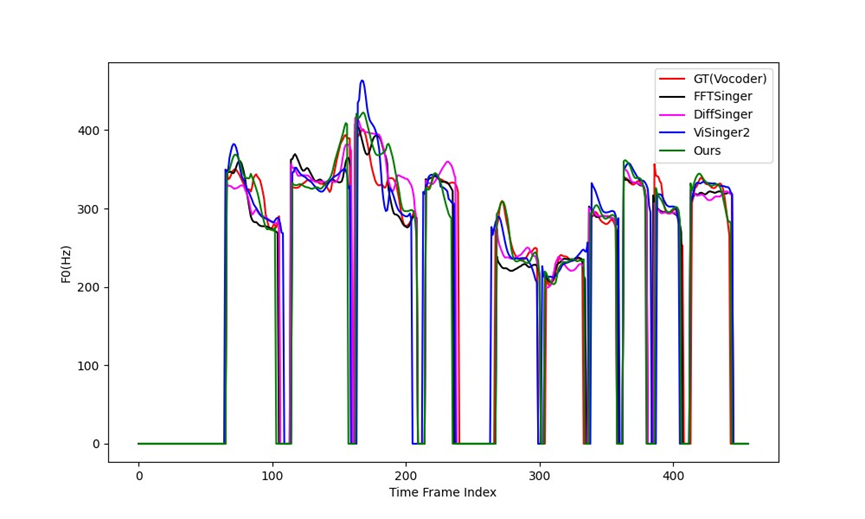 GT(Vocoder)
FFTSinger
DiffSinger
ViSinger2
Ours
400
300
200
100
0
F0(Hz)
0 100 200 300 400
Time Frame Index